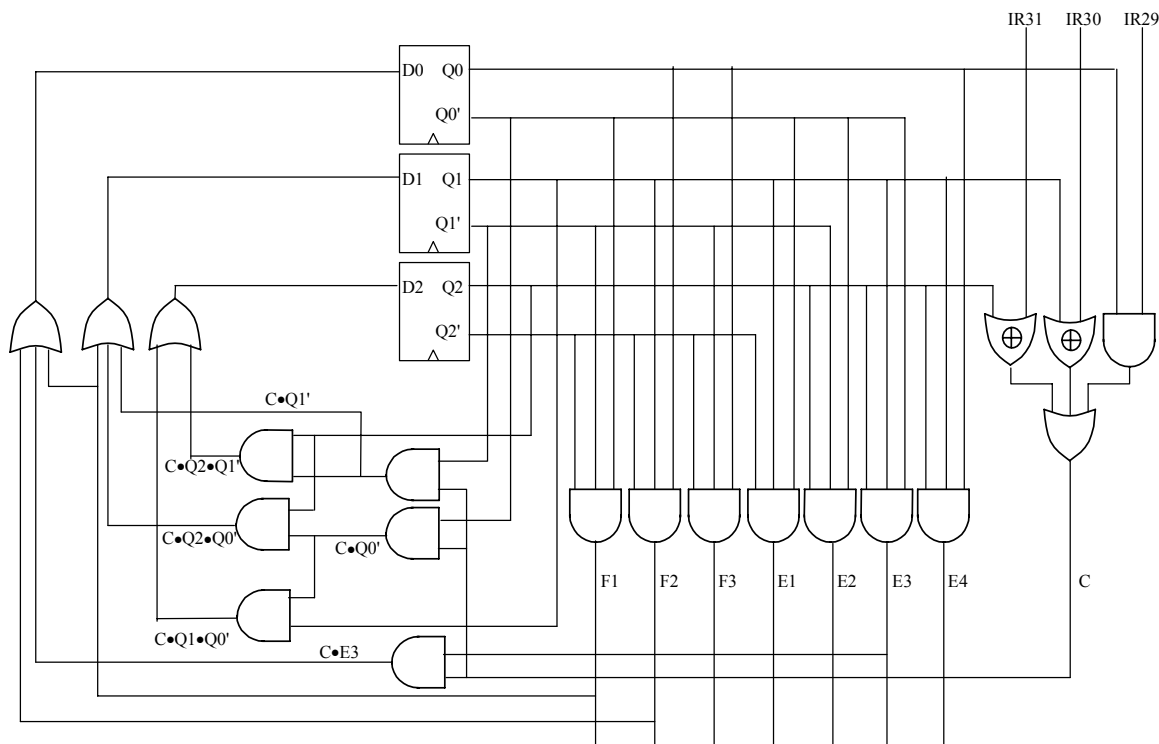 IR31 IR30 IR29
D0 Q0
Q0'
D1 Q1
Q1'
D2 Q2
Q2'
C●Q1'
C●Q2●Q1'
C●Q2●Q0'
C●Q0'
C●Q1●Q0'
C●E3
F1 F2 F3 E1 E2 E3 E4 C